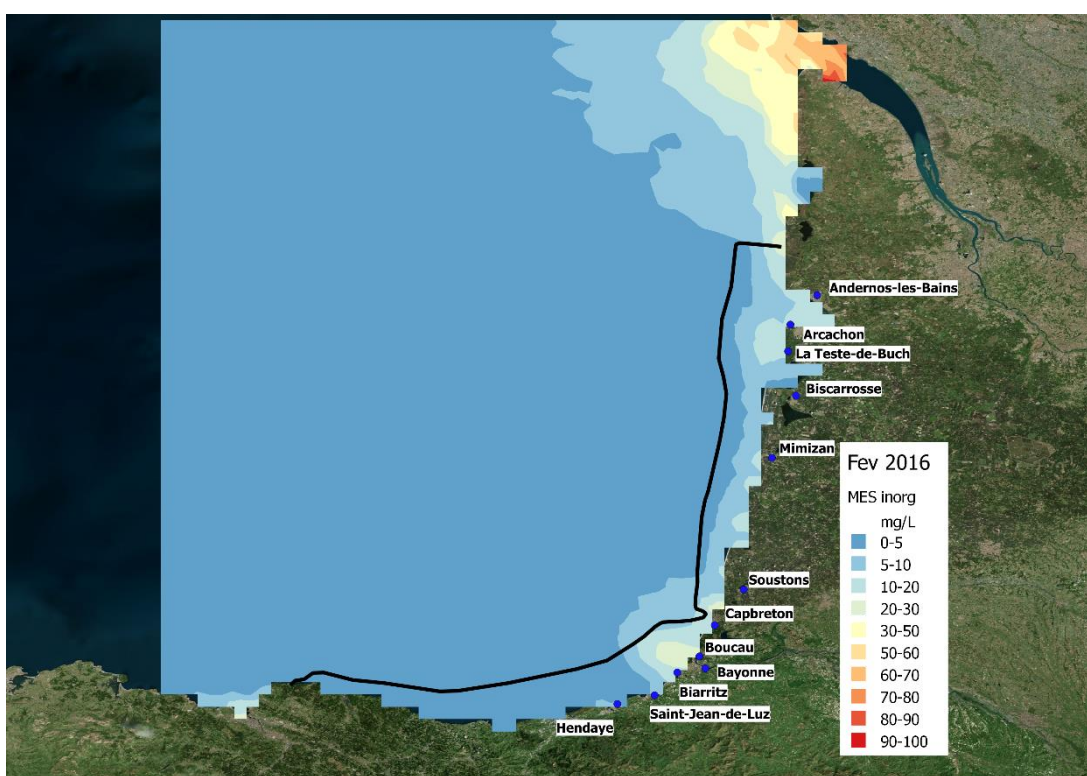 Andernos-les-Bains
Arcachon
La Teste-de-Buch
Biscarrosse
Mimizan
Soustons
Capbreton
Boucau
Bayonne
Biarritz
Saint-Jean-de-Luz
Hendaye
Fev 2016
MES inorg
mg/L
0-5
5-10
10-20
20-30
30-50
50-60
60-70
70-80
80-90
90-100